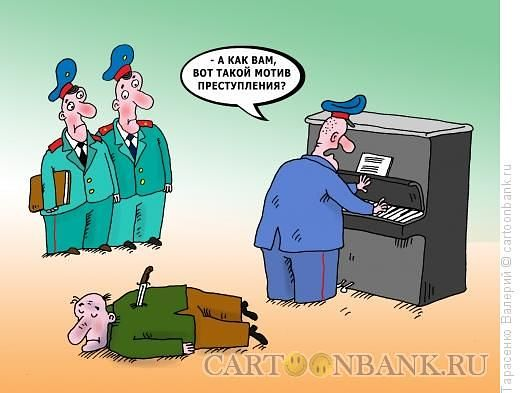 - А КАК ВАМ,
ВОТ ТАКОЙ МОТИВ
ПРЕСТУПЛЕНИЯ?
CARTOONBANK.RU
Тарасенко Валерий © cartoonbank.ru